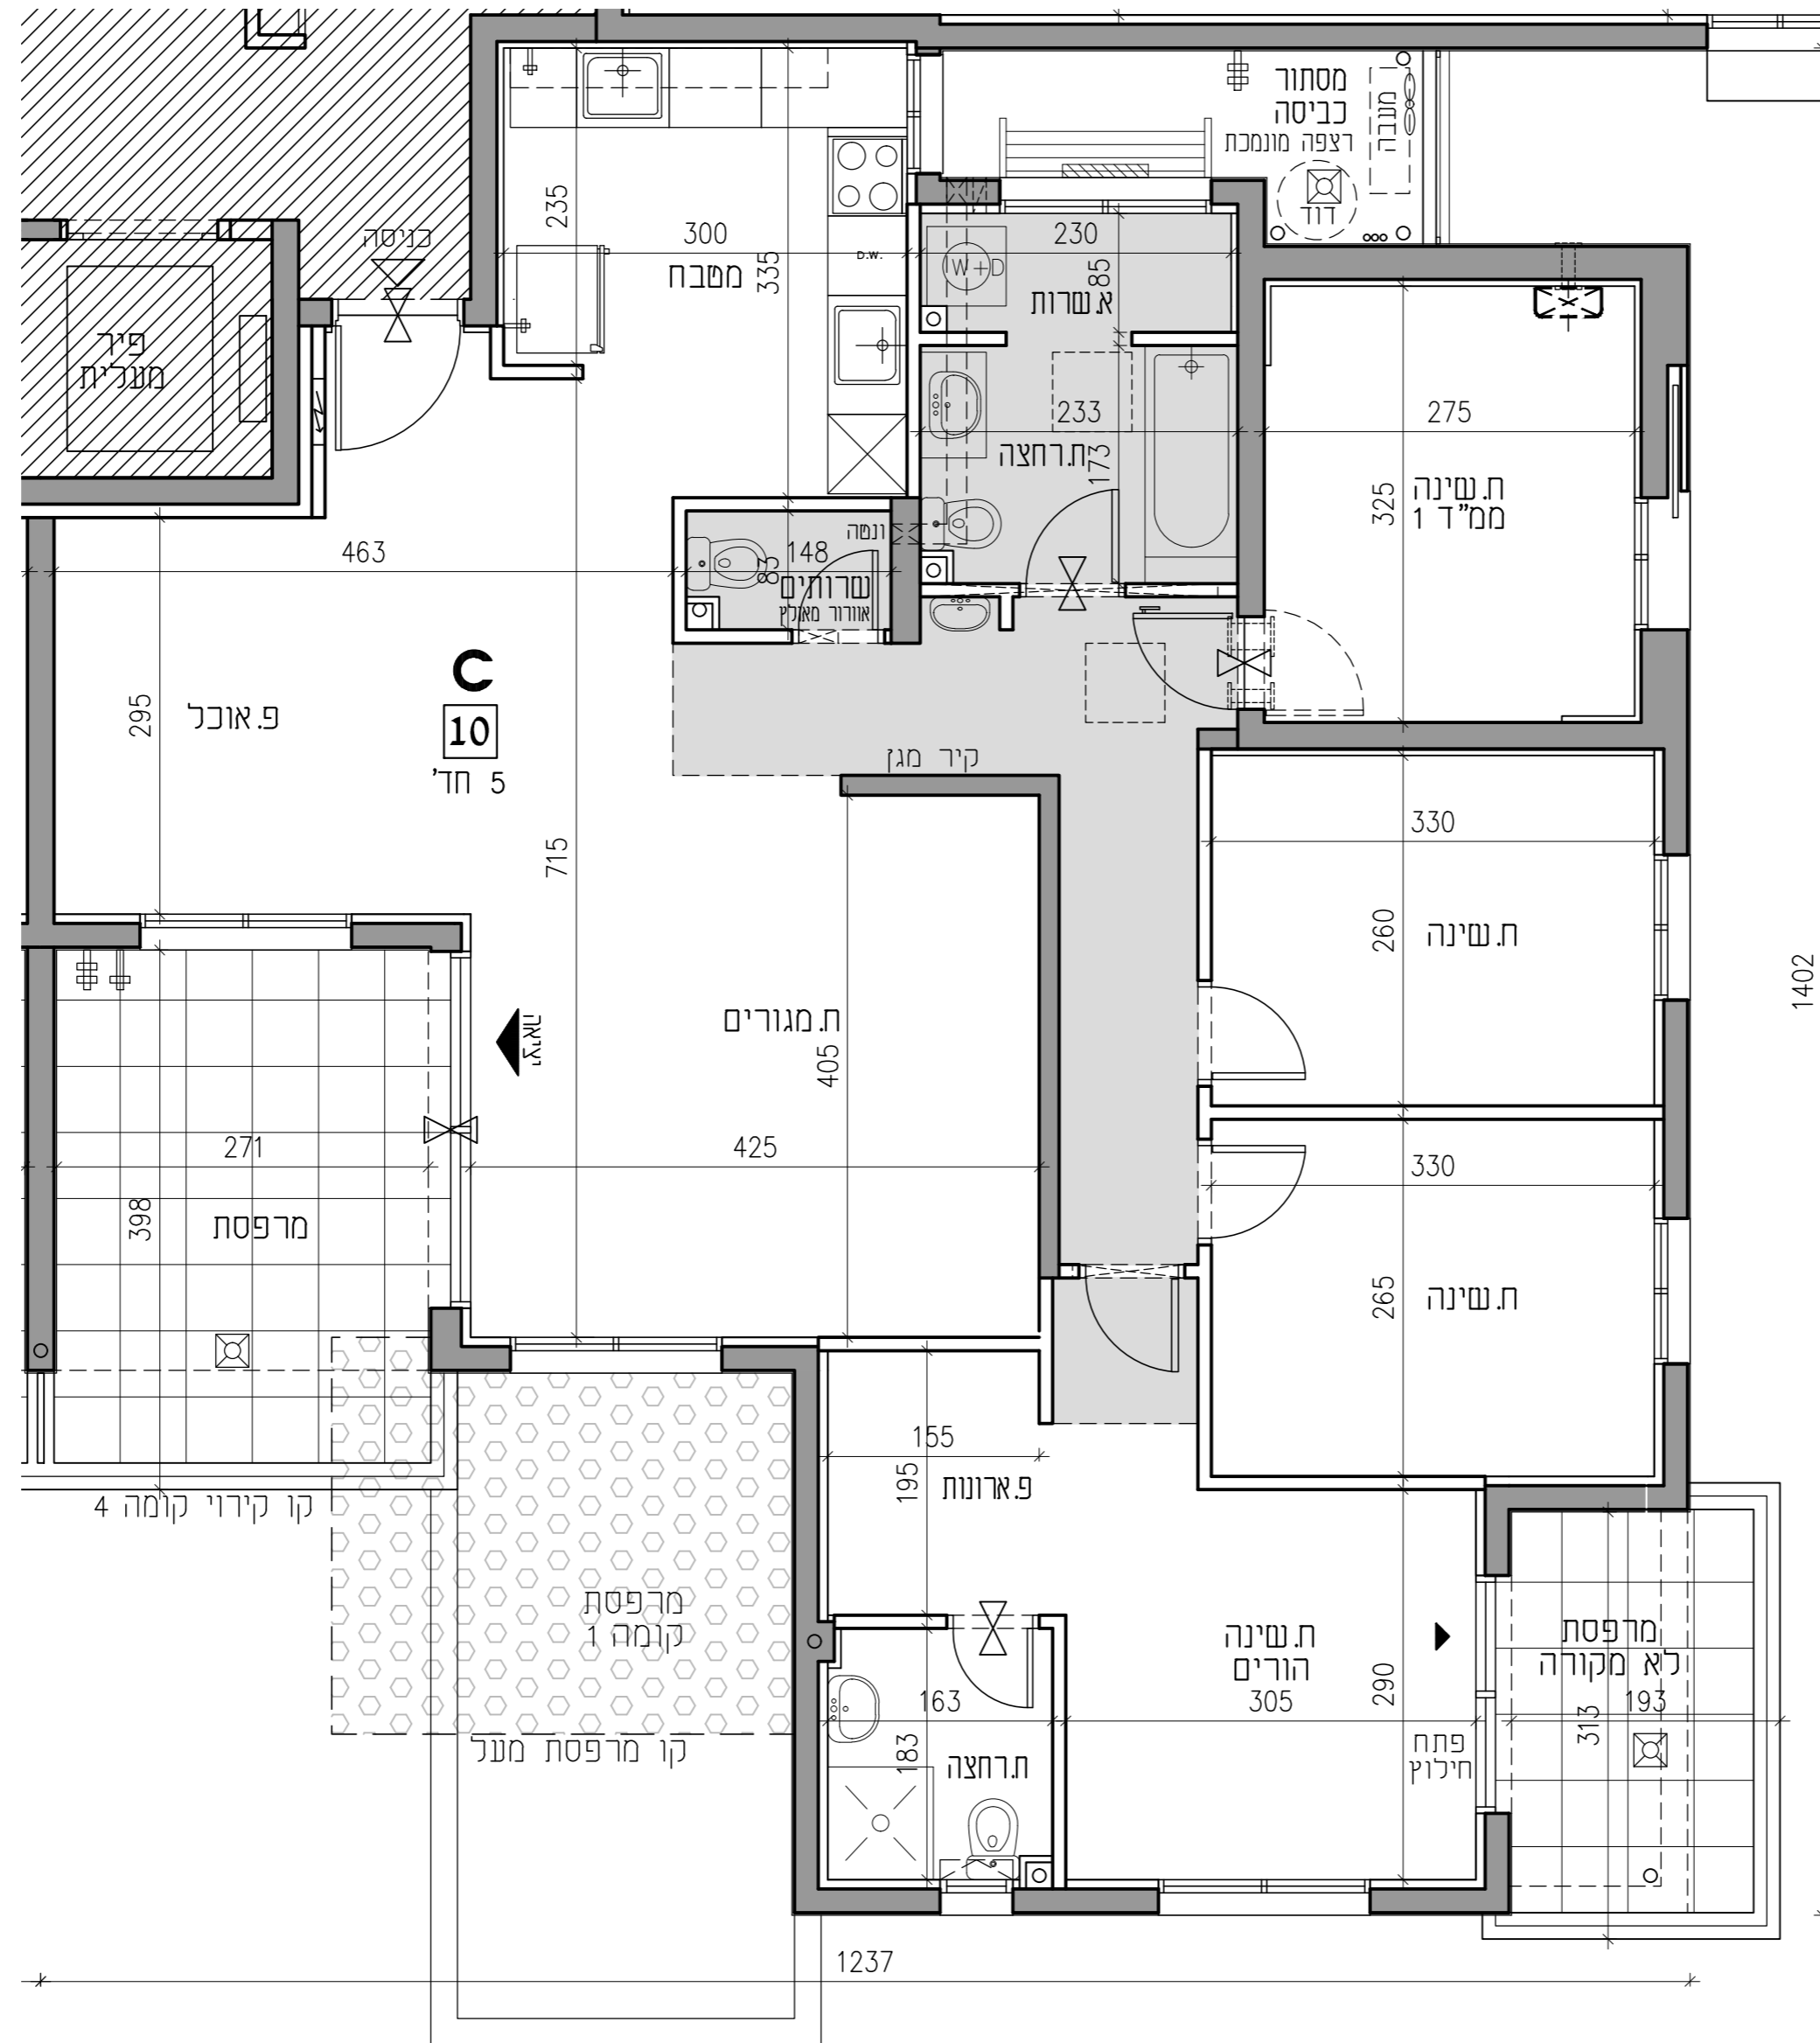 מסתור
כביסה
רצפה מונמכת
מעבה
דוד
כניסה
235
300
מטבח
335
D.W.
230
W+D
85
א.שרות
פיר
מעלית
233
ח.רחצה
173
275
325
ח.שינה
ממ"ד 1
463
ונטה
148
83
שרותים
אוורור מאולץ
C
10
5 חד'
295
פ.אוכל
קיר מגן
715
330
260
ח.שינה
1402
ח.מגורים
405
יציאה
271
425
398
מרפסת
330
265
ח.שינה
155
195
פ.ארונות
קו קירוי קומה 4
מרפסת
קומה 1
קו מרפסת מעל
ח.שינה
הורים
305
290
מרפסת
לא מקורה
193
313
פתח
חילוץ
163
183
ח.רחצה
1237